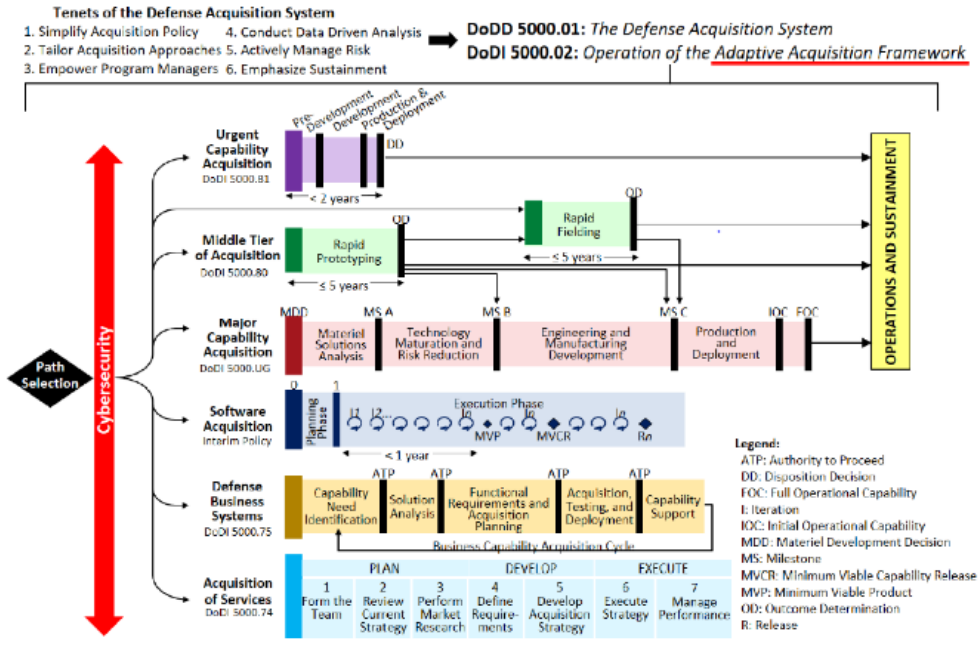 Tenets of the Defense Acquisition System
1. Simplify Acquisition Policy
4. Conduct Data Driven Analysis
2. Tailor Acquisition Approaches
5. Actively Manage Risk
3. Empower Program Managers
6. Emphasize Sustainment
DoDD 5000.01: The Defense Acquisition System
DoDI 5000.02: Operation of the Adaptive Acquisition Framework
Path
Selection
Cybersecurity
Urgent
Capability
Acquisition
DoDI 5000.81
Pre-
Development
Development
Production &
Deployment
DD
< 2 years
Middle Tier
of Acquisition
DoDI 5000.80
Rapid
Prototyping
OD
≤ 5 years
Rapid
Fielding
OD
≤ 5 years
Major
Capability
Acquisition
DoDI 5000.UG
MDD
MS A
MS B
MS C
IOC
FOC
Materiel
Solutions
Analysis
Technology
Maturation and
Risk Reduction
Engineering and
Manufacturing
Development
Production
and
Deployment
OPERATIONS AND SUSTAINMENT
Software
Acquisition
Interim Policy
0
1
Planning
Phase
Execution Phase
I1
I2...
In
In
In
MVP
MVCR
Rn
< 1 year
Defense
Business
Systems
DoDI 5000.75
ATP
ATP
ATP
ATP
Capability
Need
Identification
Solution
Analysis
Functional
Requirements and
Acquisition
Planning
Acquisition,
Testing, and
Deployment
Capability
Support
Business Capability Acquisition Cycle
Acquisition
of Services
DoDI 5000.74
PLAN
DEVELOP
EXECUTE
1
Form the
Team
2
Review
Current
Strategy
3
Perform
Market
Research
4
Define
Require-
ments
5
Develop
Acquisition
Strategy
6
Execute
Strategy
7
Manage
Performance
Legend:
ATP: Authority to Proceed
DD: Disposition Decision
FOC: Full Operational Capability
I: Iteration
IOC: Initial Operational Capability
MDD: Materiel Development Decision
MS: Milestone
MVCR: Minimum Viable Capability Release
MVP: Minimum Viable Product
OD: Outcome Determination
R: Release